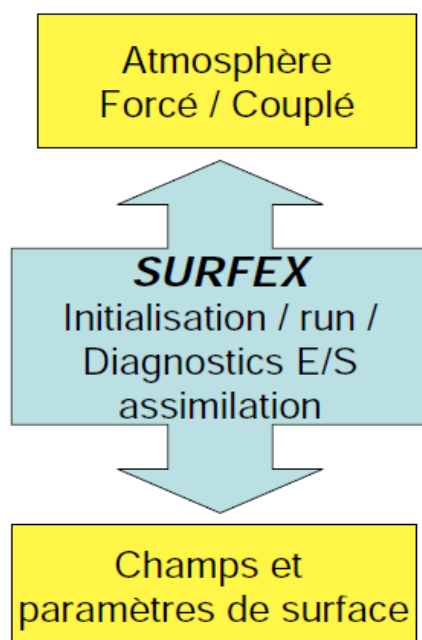 Atmosphère
Forcé / Couplé
SURFEX
Initialisation / run /
Diagnostics E/S
assimilation
Champs et
paramètres de surface